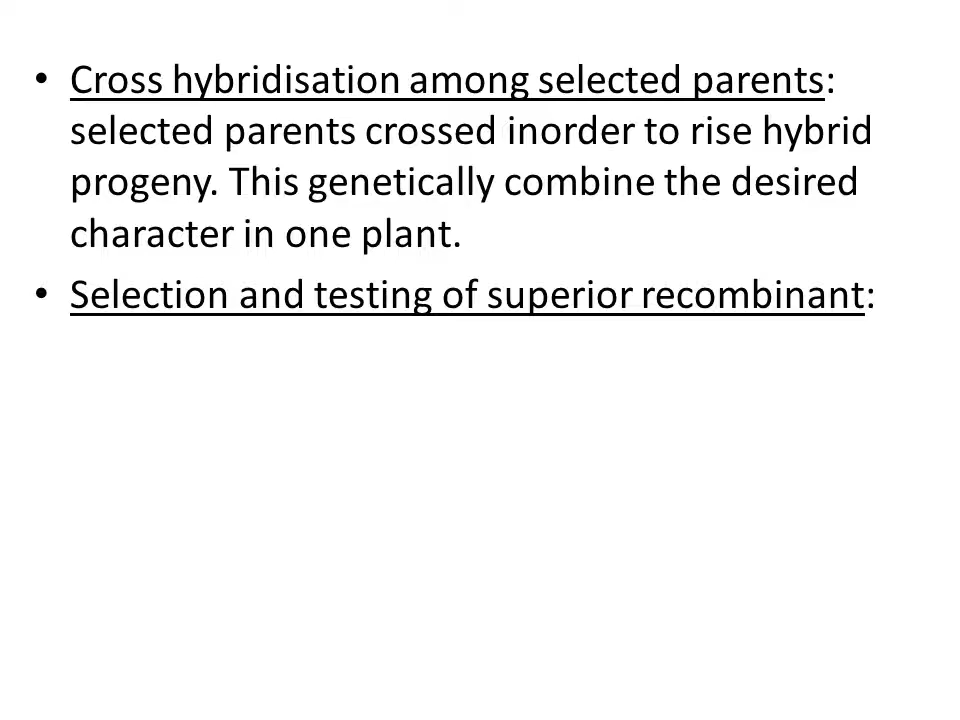 • Cross hybridisation among selected parents:
selected parents crossed inorder to rise hybrid
progeny. This genetically combine the desired
character in one plant.
• Selection and testing of superior recombinant: